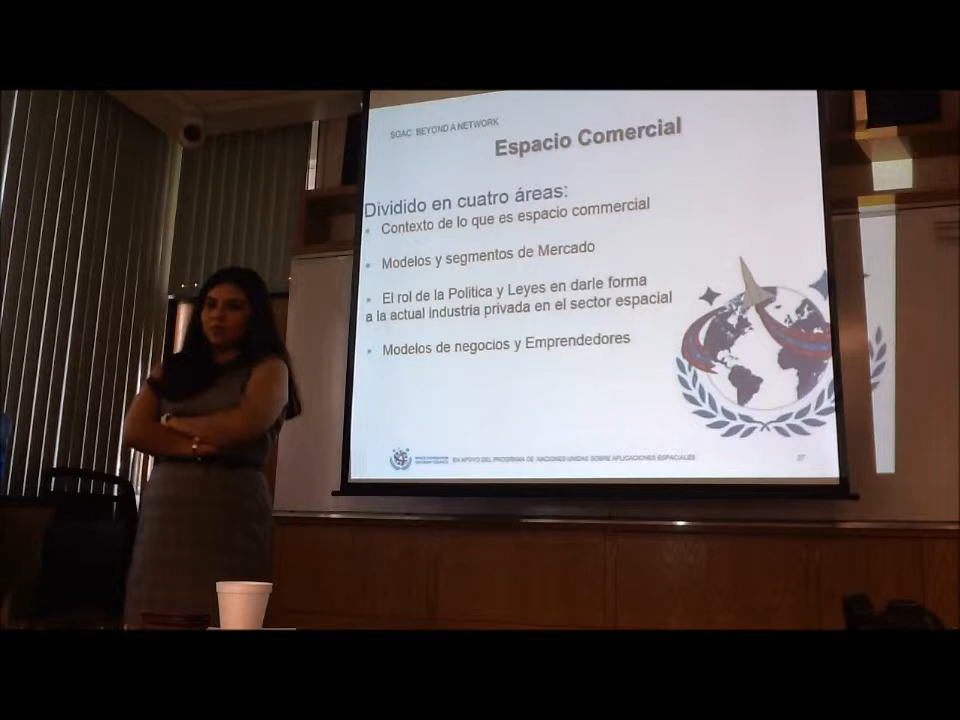 SGAC: BEYOND A NETWORK
Espacio Comercial
Dividido en cuatro áreas:
• Contexto de lo que es espacio commercial
• Modelos y segmentos de Mercado
• El rol de la Politica y Leyes en darle forma
a la actual industria privada en el sector espacial
• Modelos de negocios y Emprendedores
EN APOYO DEL PROGRAMA DE NACIONES UNIDAS SOBRE APLICACIONES ESPACIALES